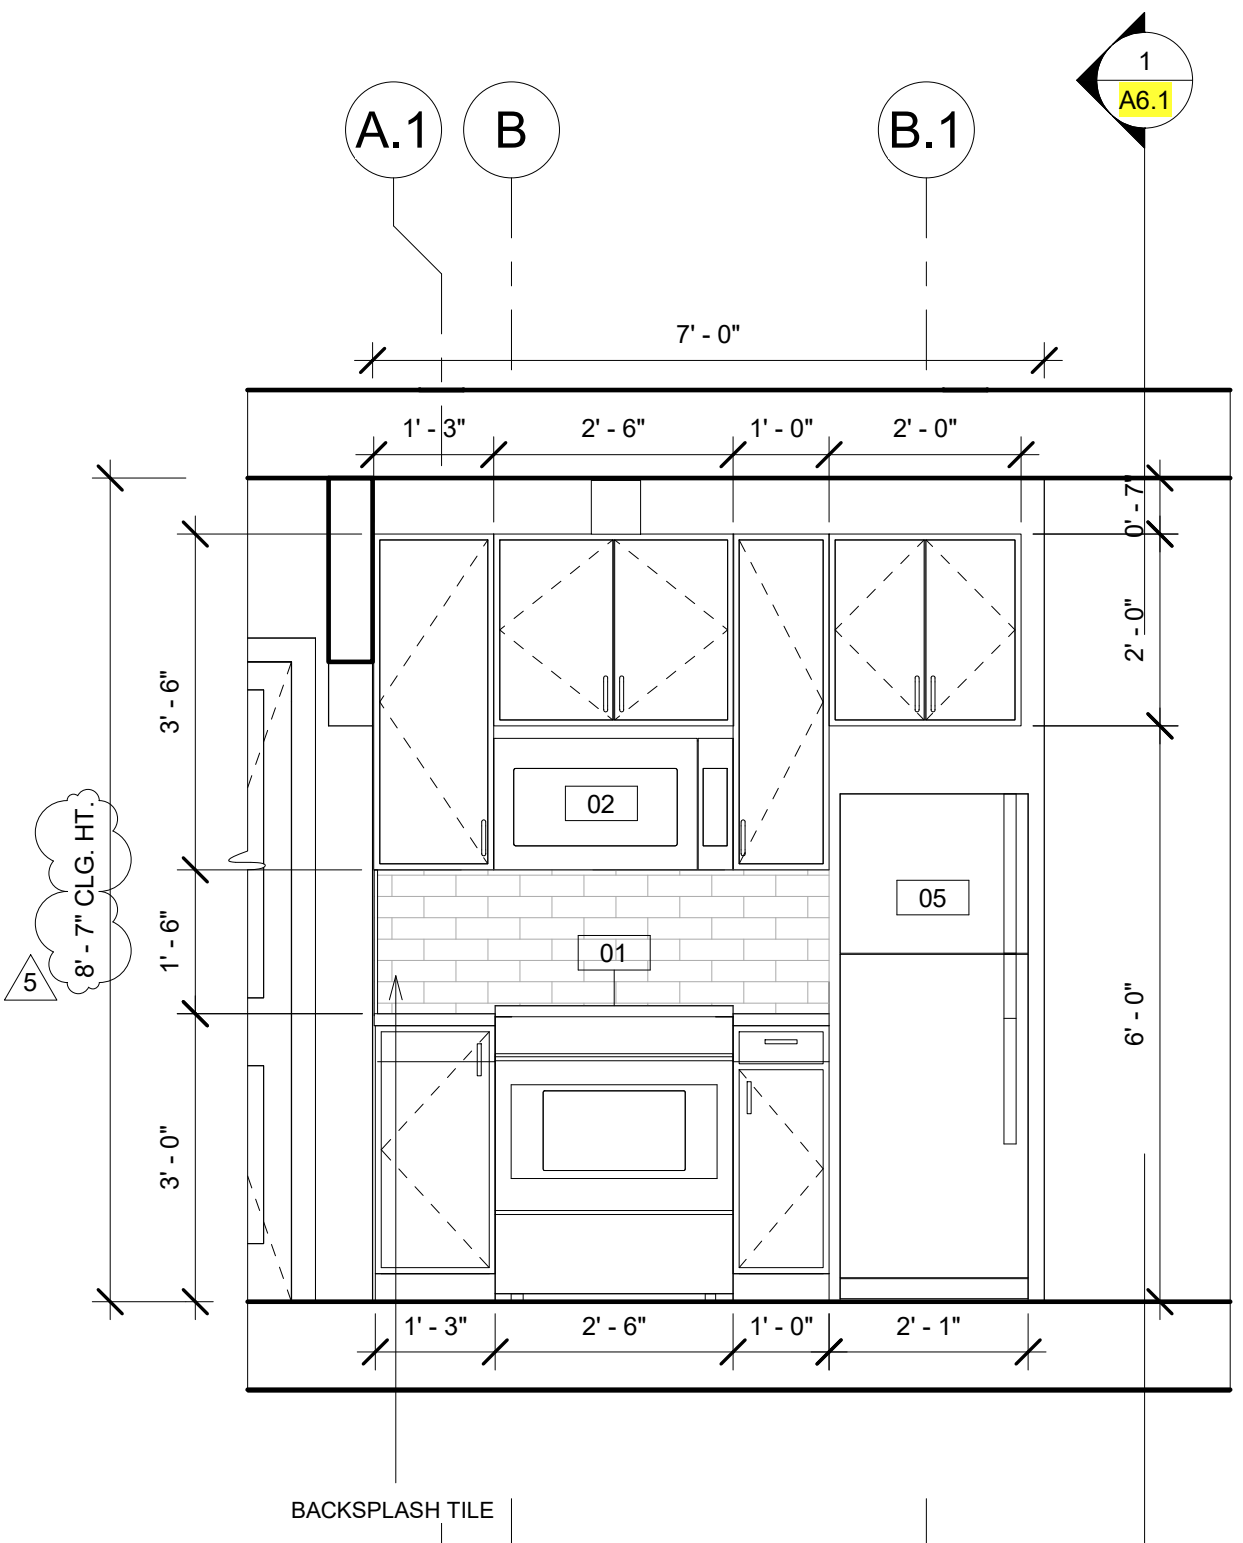 1
A6.1
A.1
B
B.1
7' - 0"
1' - 3"
2' - 6"
1' - 0"
2' - 0"
0' - 7"
2' - 0"
3' - 6"
02
8' - 7" CLG. HT.
05
1' - 6"
01
5
6' - 0"
3' - 0"
1' - 3"
2' - 6"
1' - 0"
2' - 1"
BACKSPLASH TILE